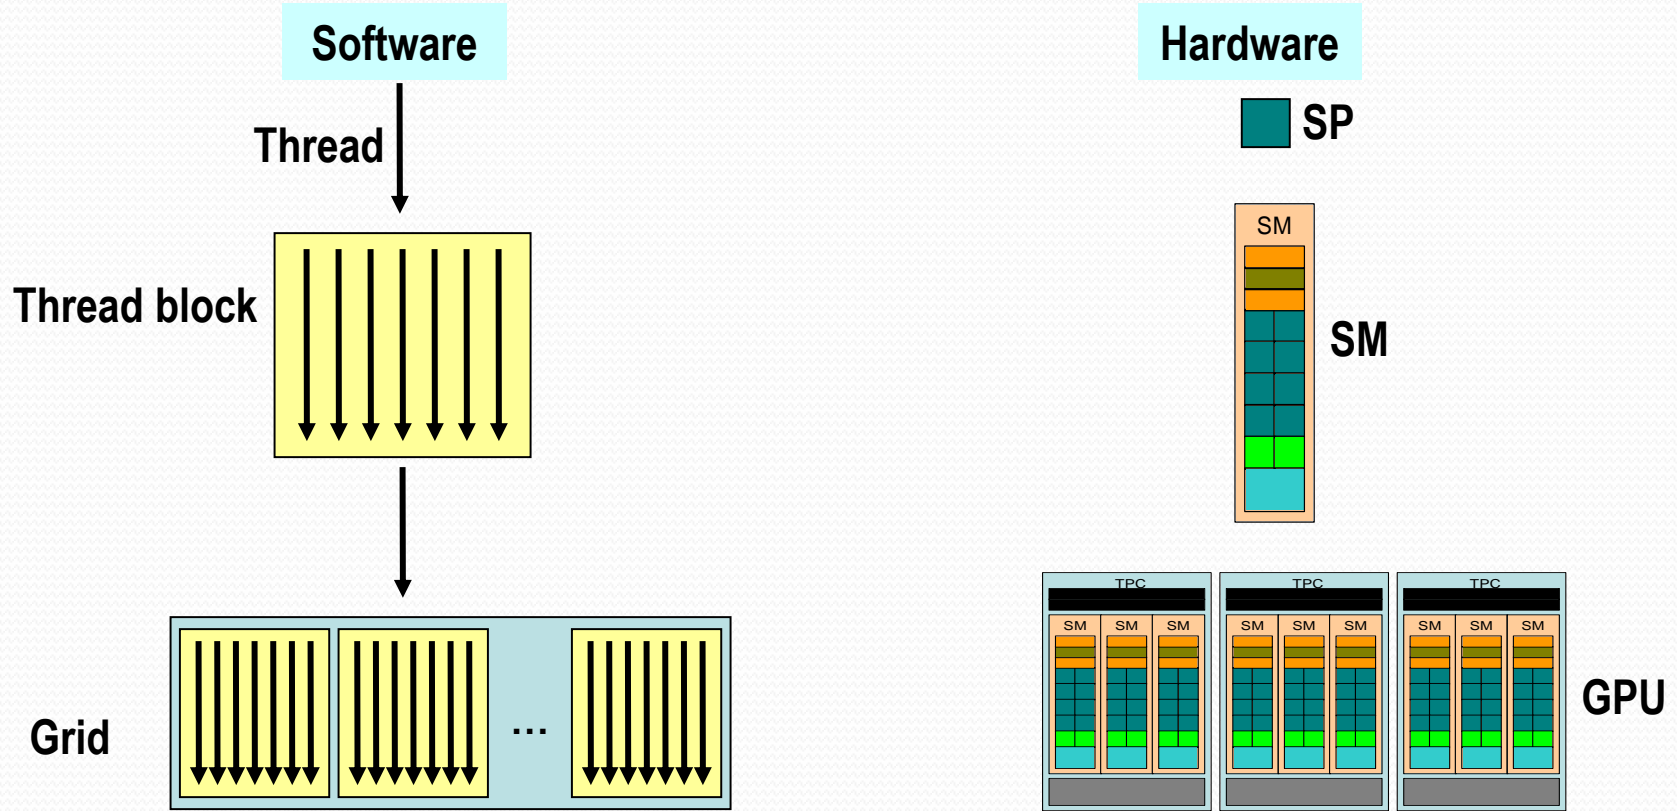 Software
Thread
Thread block
Grid
...
Hardware
SP
SM
SM
TPC
TPC
TPC
SM
SM
SM
SM
SM
SM
SM
SM
SM
GPU